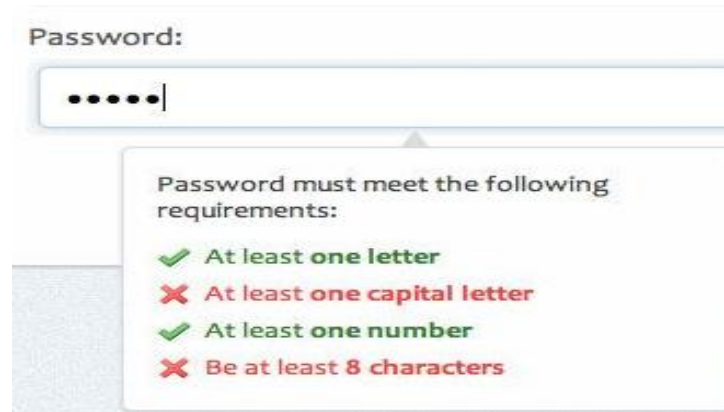 Password:
•••••
Password must meet the following
requirements:
At least one letter
At least one capital letter
At least one number
Be at least 8 characters